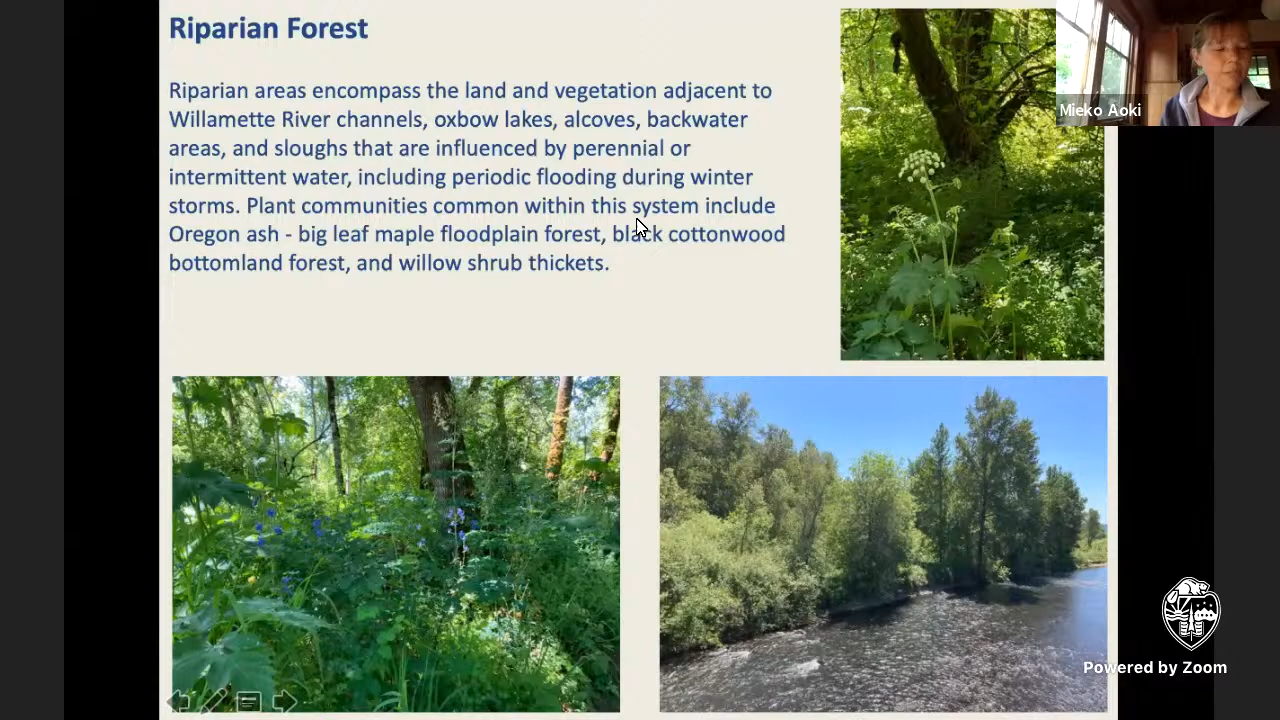 Riparian Forest
Riparian areas encompass the land and vegetation adjacent to
Willamette River channels, oxbow lakes, alcoves, backwater
areas, and sloughs that are influenced by perennial or
intermittent water, including periodic flooding during winter
storms. Plant communities common within this system include
Oregon ash - big leaf maple floodplain forest, black cottonwood
bottomland forest, and willow shrub thickets.
Mieko Aoki
Powered by Zoom